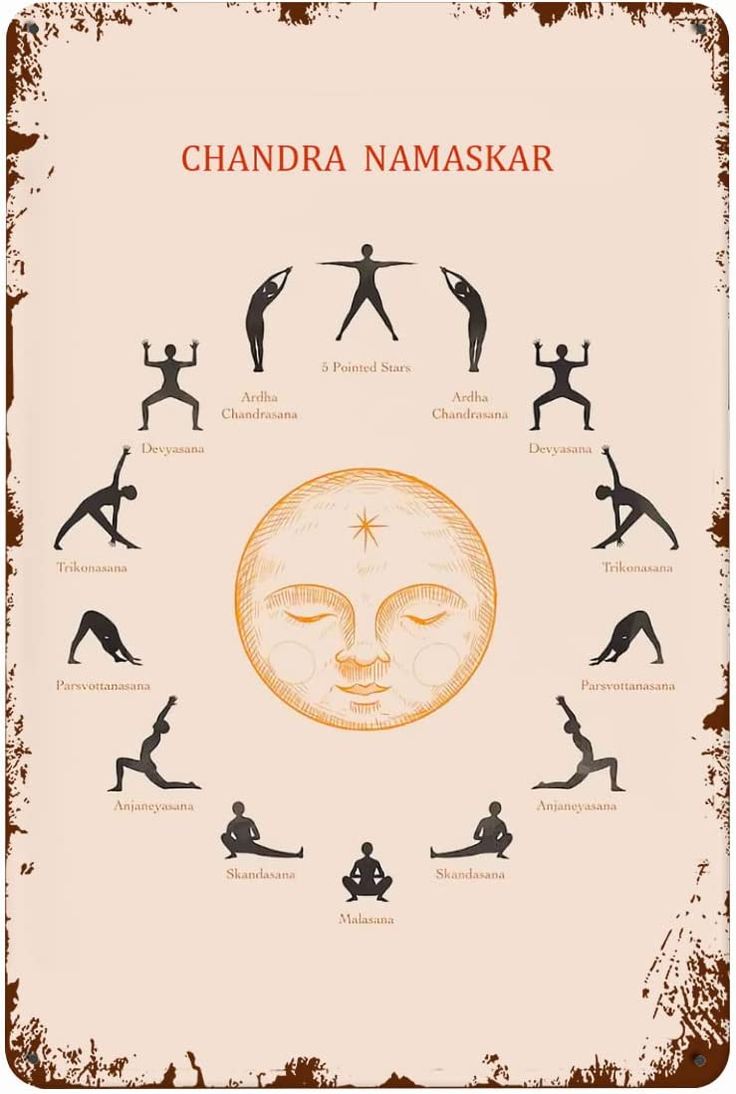 CHANDRA NAMASKAR
5 Pointed Stars
Ardha
Chandrasana
Ardha
Chandrasana
Devyasana
Devyasana
Trikonasana
Trikonasana
Parsvottanasana
Parsvottanasana
Anjaneyasana
Anjaneyasana
Skandasana
Skandasana
Malasana